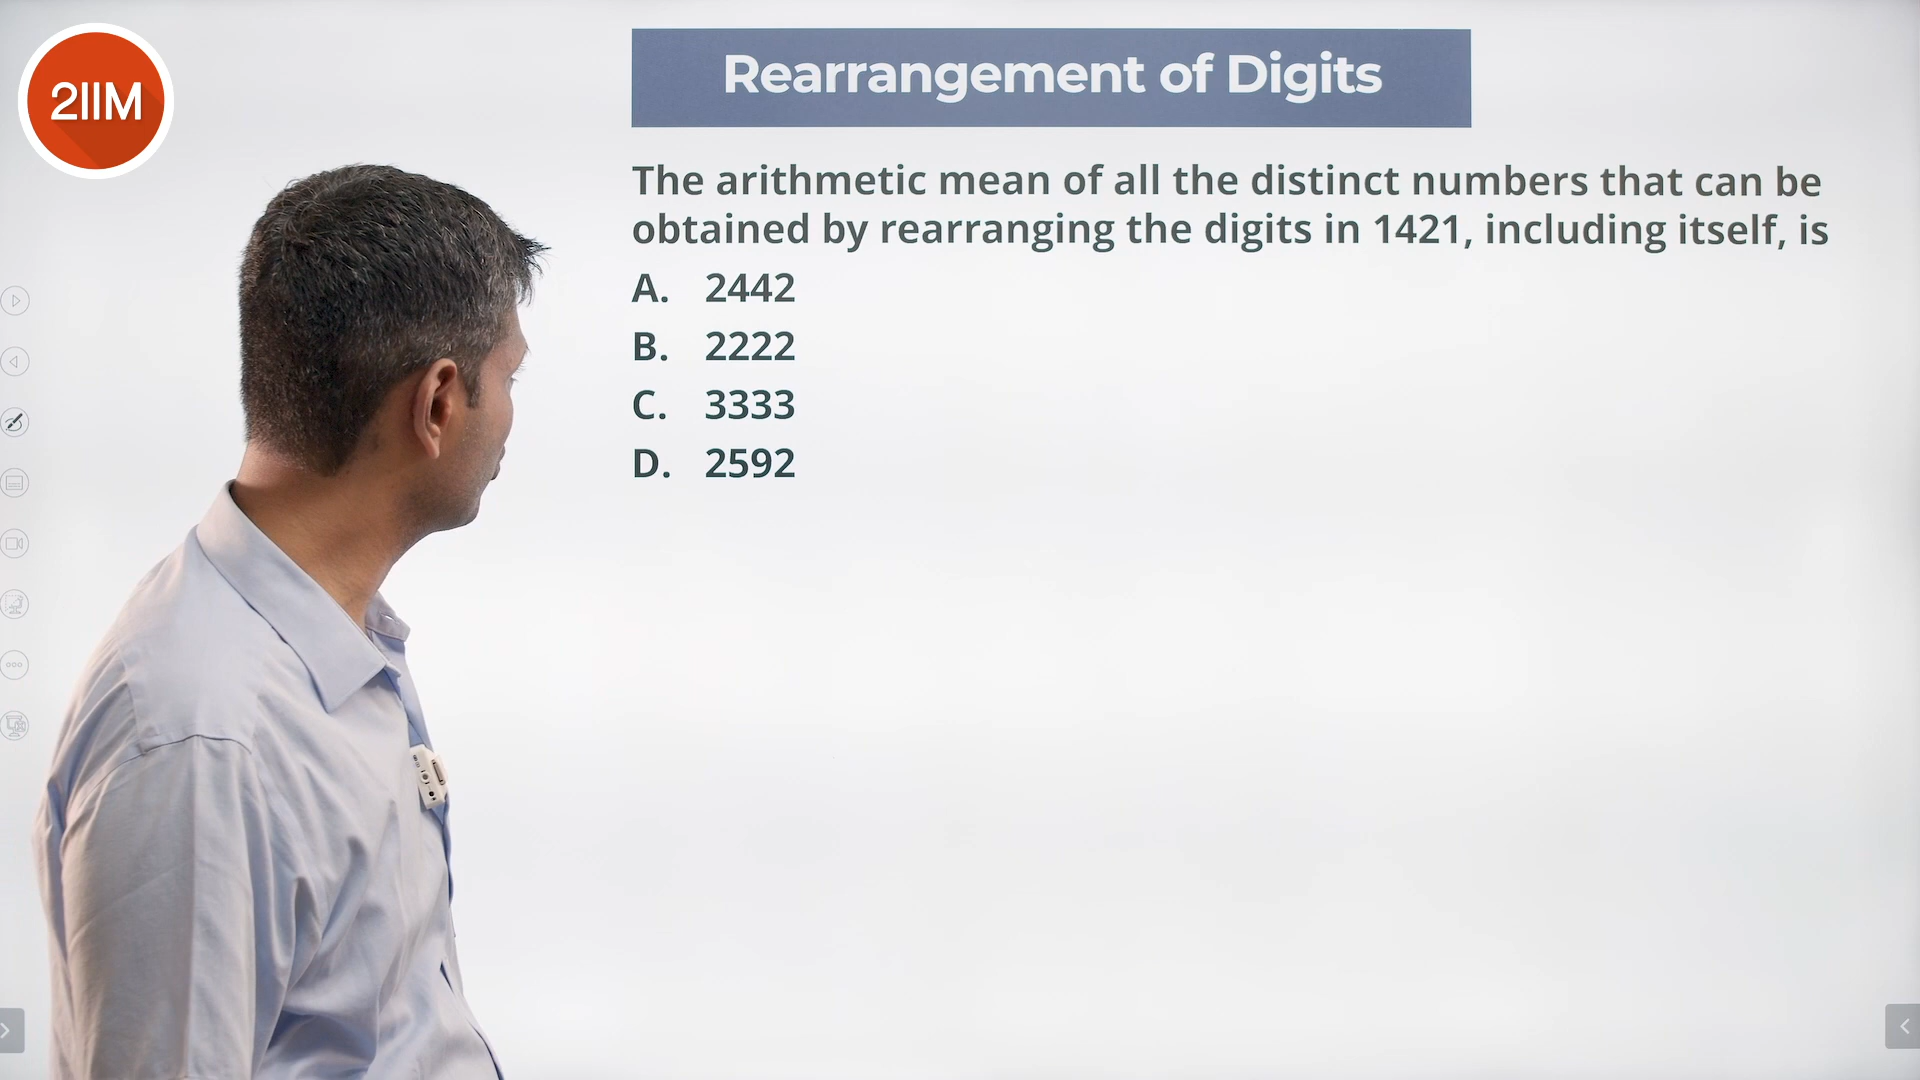 2IIM
Rearrangement of Digits
The arithmetic mean of all the distinct numbers that can be
obtained by rearranging the digits in 1421, including itself, is
A. 2442
B. 2222
C. 3333
D. 2592